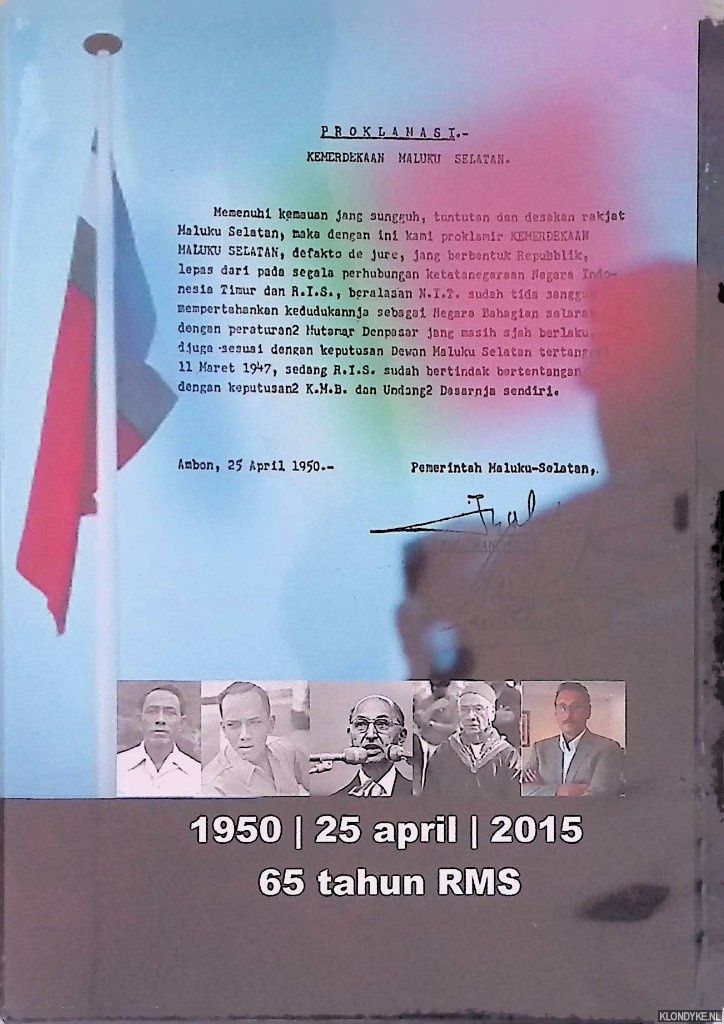 PROKLAMASI.-
KEMERDEKAAN MALUKU SELATAN.
Memenuhi kemauan jang sungguh, tuntutan dan desakan rakjat
Maluku Selatan, maka dengan ini kami proklamir KEMERDEKAAN
MALUKU SELATAN, defakto de jure, jang berbentuk Republik,
lepas dari pada segala perhubungan ketatanegaraan Negara Indo-
nesia Timur dan R.I.S., beralasan N.I.T. sudah tida sanggu
mempertahankan kedudukannja sebagai Negara Bahagian selaras
dengan peraturan2 Mutamar Denpasar jang masih sjah berlaku,
djuga sesuai dengan keputusan Dewan Maluku Selatan tertangga
11 Maret 1947, sedang R.I.S. sudah bertindak bertentangan
dengan keputusan2 K.M.B. dan Undang2 Dasarnja sendiri.
Ambon, 25 April 1950.-
Pemerintah Maluku-Selatan,.
1950 | 25 april | 2015
65 tahun RMS
KLONDYKE.NL